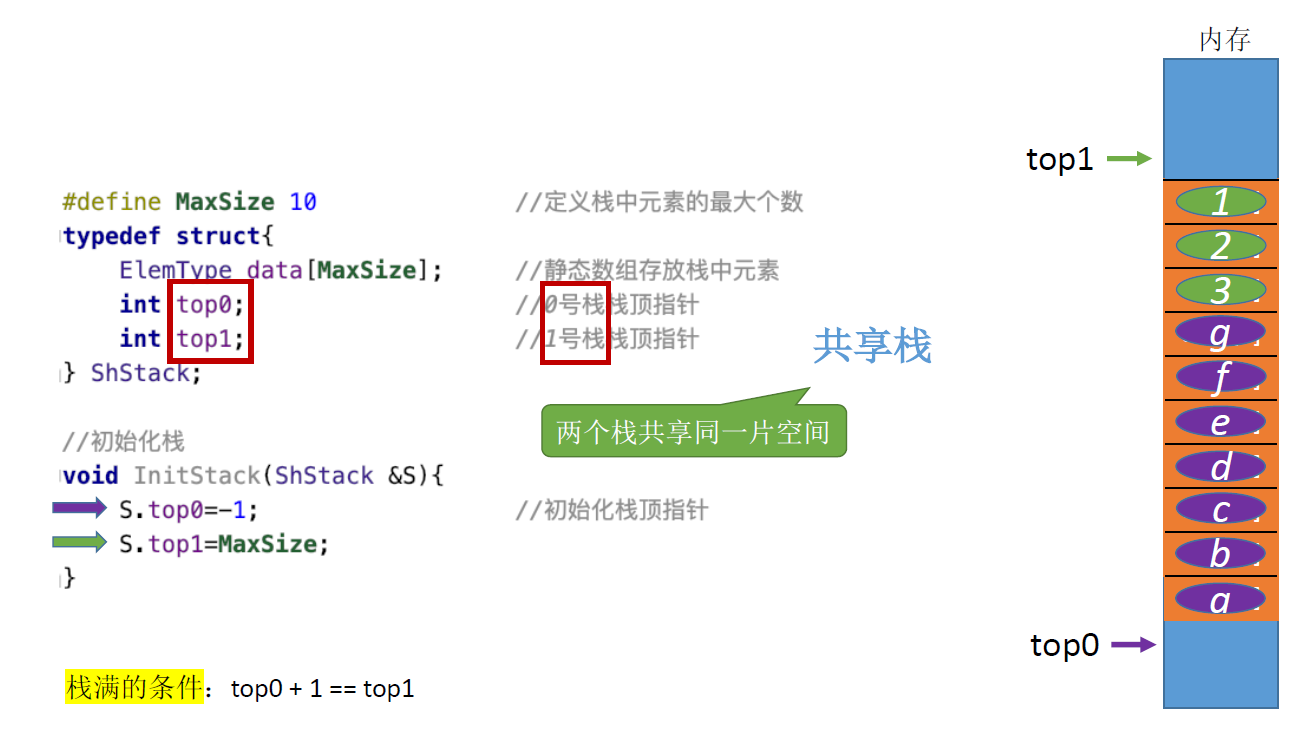 内存
top1
#define MaxSize 10 //定义栈中元素的最大个数
typedef struct{
ElemType data[MaxSize]; //静态数组存放栈中元素
int top0; //0号栈栈顶指针
int top1; //1号栈栈顶指针
} ShStack;
共享栈
两个栈共享同一片空间
//初始化栈
void InitStack(ShStack &S){
S.top0=-1; //初始化栈顶指针
S.top1=MaxSize;
}
1
2
3
g
f
e
d
c
b
a
top0
栈满的条件：top0 + 1 == top1